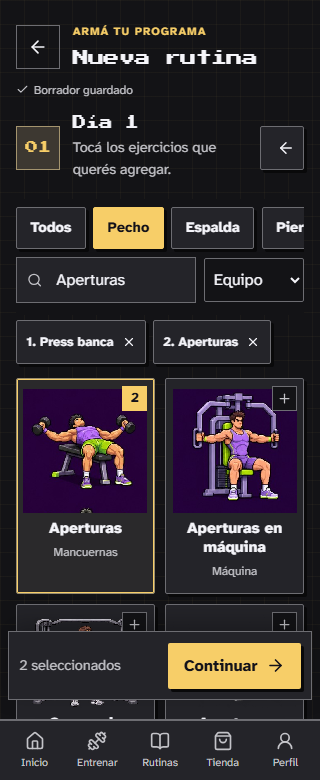 ARMÁ TU PROGRAMA
Nueva rutina
Borrador guardado
01
Día 1
Tocá los ejercicios que
querés agregar.
Todos
Pecho
Espalda
Pier
Aperturas
Equipo
1. Press banca
2. Aperturas
2
Aperturas
Mancuernas
Aperturas en
máquina
Máquina
2 seleccionados
Continuar
Inicio
Entrenar
Rutinas
Tienda
Perfil